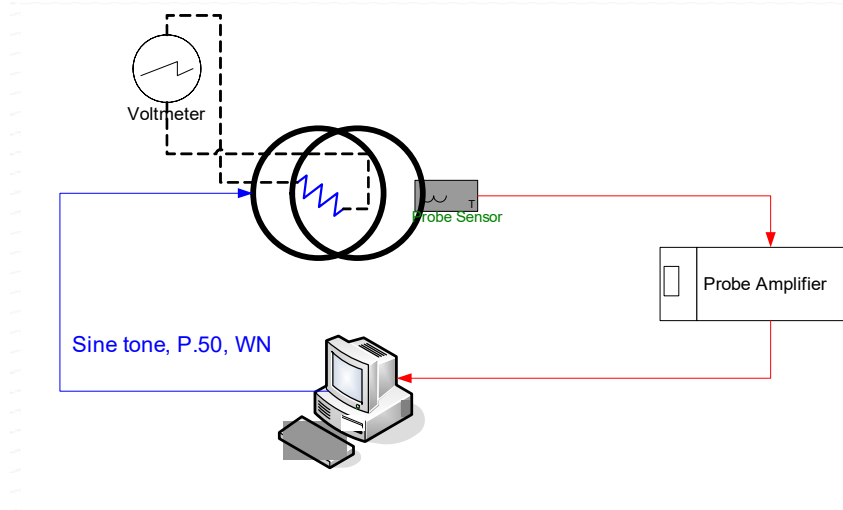 Voltmeter
T
Probe Sensor
Probe Amplifier
Sine tone, P.50, WN